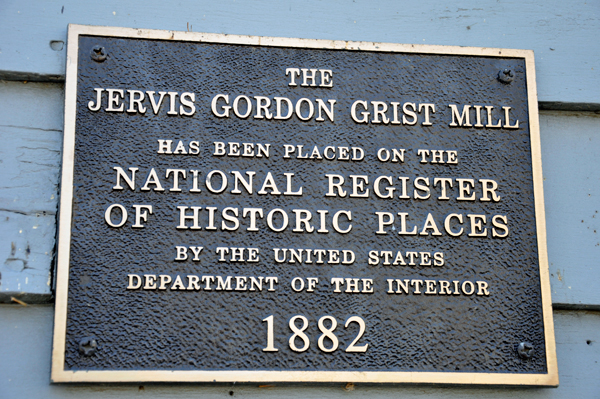 THE
JERVIS GORDON GRIST MILL
HAS BEEN PLACED ON THE
NATIONAL REGISTER
OF HISTORIC PLACES
BY THE UNITED STATES
DEPARTMENT OF THE INTERIOR
1882